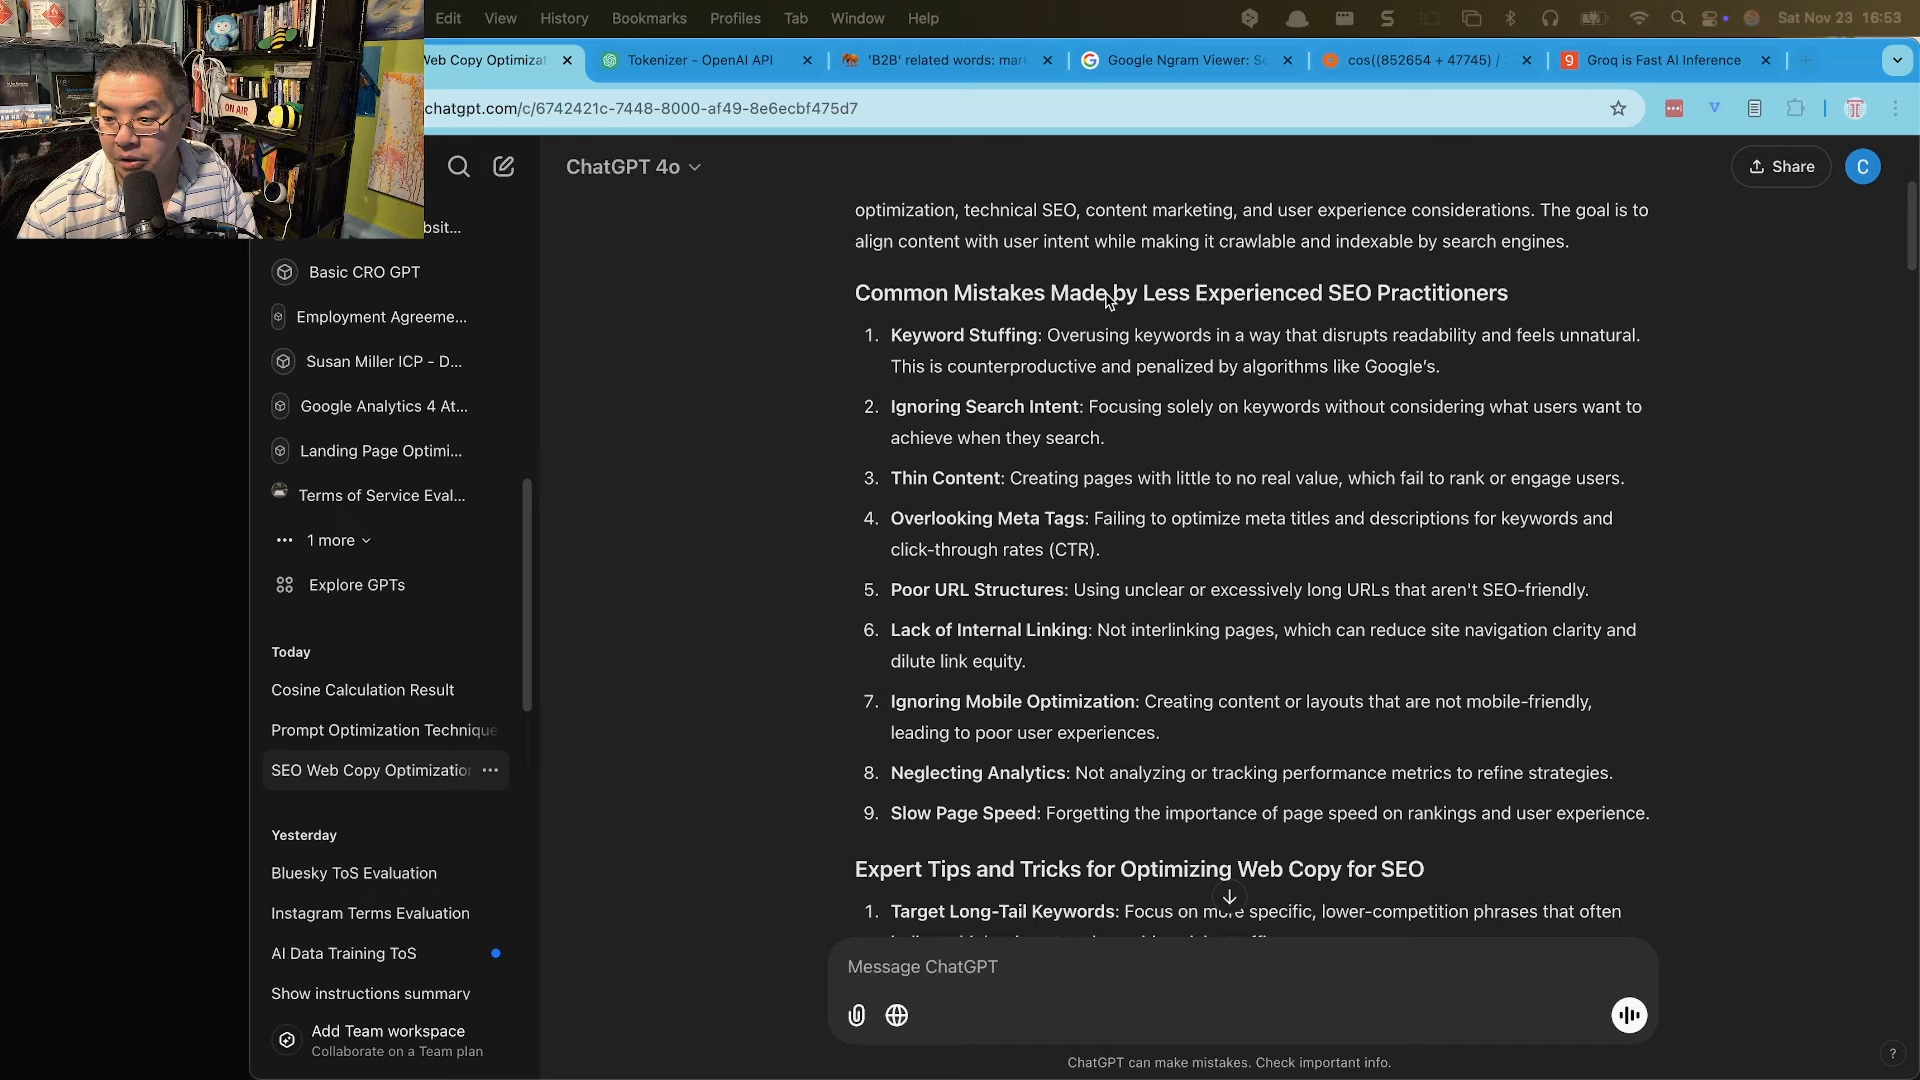 Edit View History Bookmarks Profiles Tab Window Help Sat Nov 23 16:53
Web Copy Optimizat Tokenizer - OpenAI API 'B2B' related words: mar Google Ngram Viewer: Se cos((852654 + 47745) / Groq is Fast AI Inference
chatgpt.com/c/6742421c-7448-8000-af49-8e6ecbf475d7
ON AIR
ChatGPT 4o
Share
C
bsit...
Basic CRO GPT
Employment Agreeme...
Susan Miller ICP - D...
Google Analytics 4 At...
Landing Page Optimi...
Terms of Service Eval...
1 more
Explore GPTs
Today
Cosine Calculation Result
Prompt Optimization Technique
SEO Web Copy Optimization
Yesterday
Bluesky ToS Evaluation
Instagram Terms Evaluation
AI Data Training ToS
Show instructions summary
Add Team workspace
Collaborate on a Team plan
optimization, technical SEO, content marketing, and user experience considerations. The goal is to
align content with user intent while making it crawlable and indexable by search engines.
Common Mistakes Made by Less Experienced SEO Practitioners
1. Keyword Stuffing: Overusing keywords in a way that disrupts readability and feels unnatural.
This is counterproductive and penalized by algorithms like Google's.
2. Ignoring Search Intent: Focusing solely on keywords without considering what users want to
achieve when they search.
3. Thin Content: Creating pages with little to no real value, which fail to rank or engage users.
4. Overlooking Meta Tags: Failing to optimize meta titles and descriptions for keywords and
click-through rates (CTR).
5. Poor URL Structures: Using unclear or excessively long URLs that aren't SEO-friendly.
6. Lack of Internal Linking: Not interlinking pages, which can reduce site navigation clarity and
dilute link equity.
7. Ignoring Mobile Optimization: Creating content or layouts that are not mobile-friendly,
leading to poor user experiences.
8. Neglecting Analytics: Not analyzing or tracking performance metrics to refine strategies.
9. Slow Page Speed: Forgetting the importance of page speed on rankings and user experience.
Expert Tips and Tricks for Optimizing Web Copy for SEO
1. Target Long-Tail Keywords: Focus on more specific, lower-competition phrases that often
Message ChatGPT
ChatGPT can make mistakes. Check important info.
?